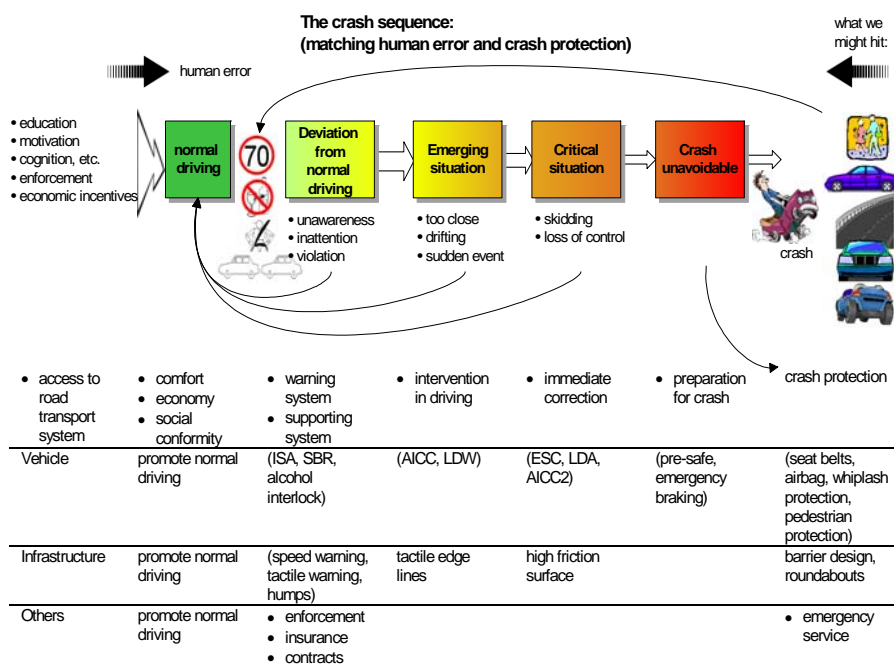 The crash sequence:
(matching human error and crash protection)
what we
might hit:
human error
• education
• motivation
• cognition, etc.
• enforcement
• economic incentives
normal
driving
70
Deviation
from
normal
driving
Emerging
situation
Critical
situation
Crash
unavoidable
• unawareness
• inattention
• violation
• too close
• drifting
• sudden event
• skidding
• loss of control
crash
• access to
road
transport
system
• comfort
• economy
• social
conformity
• warning
system
• supporting
system
• intervention
in driving
• immediate
correction
• preparation
for crash
crash protection
Vehicle
promote normal
driving
(ISA, SBR,
alcohol
interlock)
(AICC, LDW)
(ESC, LDA,
AICC2)
(pre-safe,
emergency
braking)
(seat belts,
airbag, whiplash
protection,
pedestrian
protection)
Infrastructure
promote normal
driving
(speed warning,
tactile warning,
humps)
tactile edge
lines
high friction
surface
barrier design,
roundabouts
Others
promote normal
driving
• enforcement
• insurance
• contracts
• emergency
service